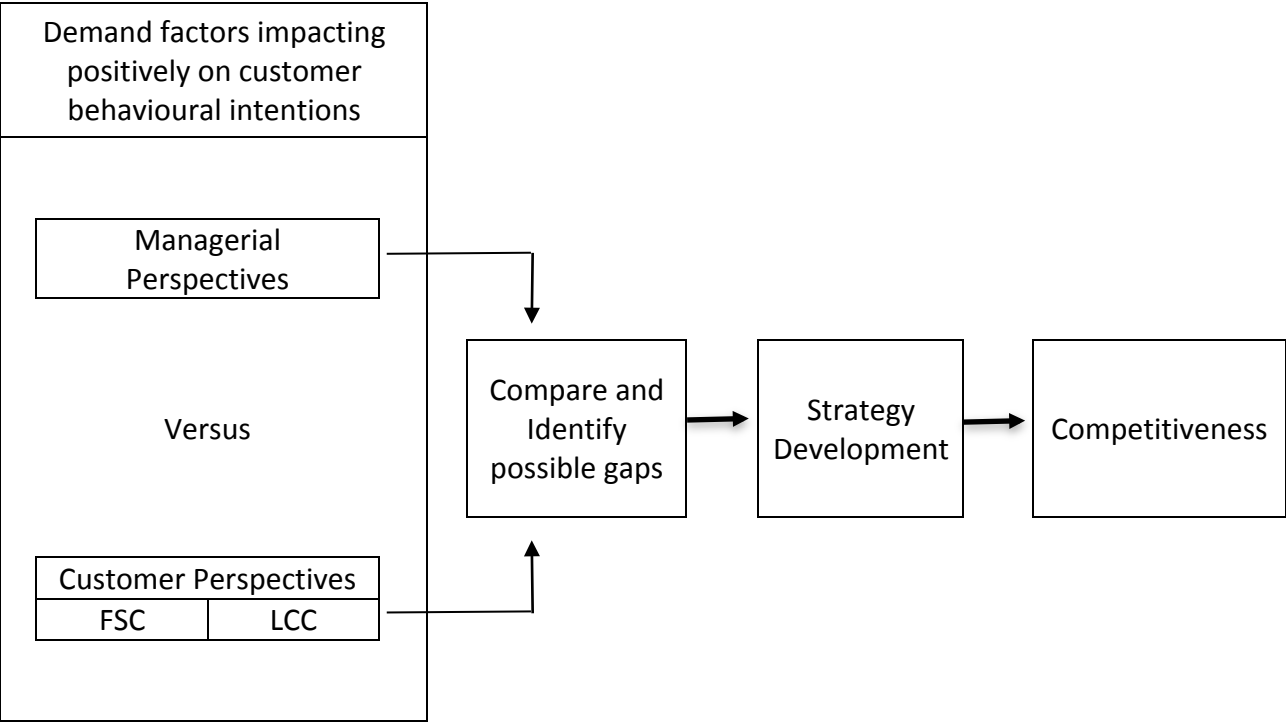 Demand factors impacting
positively on customer
behavioural intentions
Managerial
Perspectives
Versus
Customer Perspectives
FSC
LCC
Compare and
Identify
possible gaps
Strategy
Development
Competitiveness